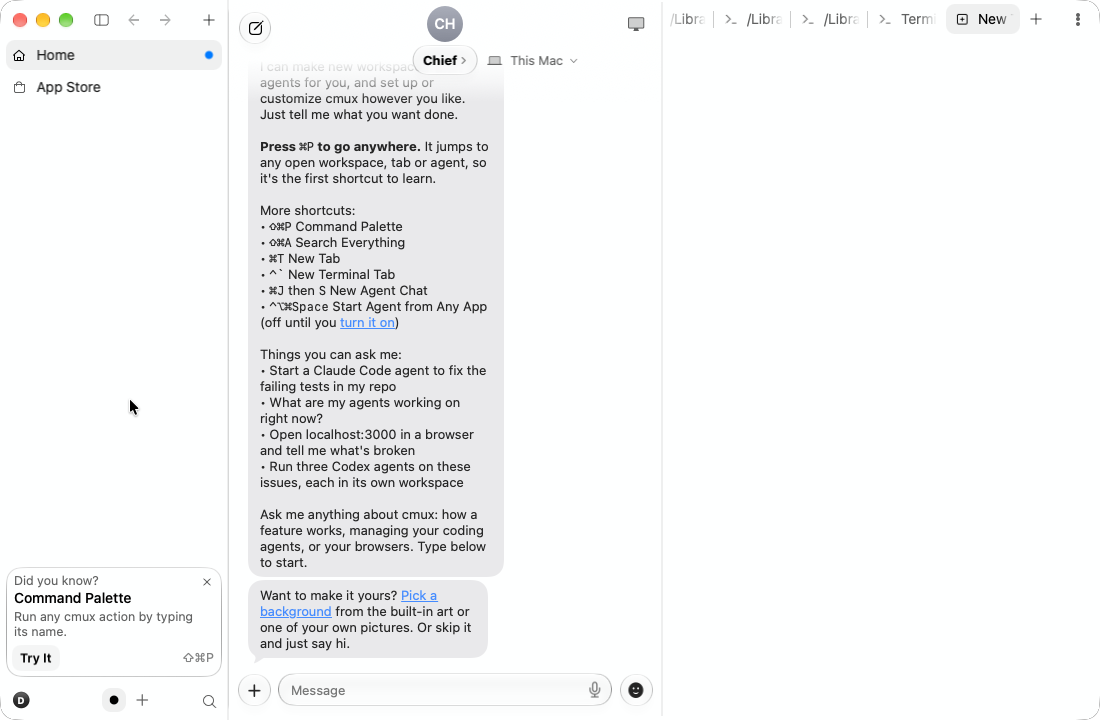 Home
App Store
Did you know?
Command Palette
Run any cmux action by typing
its name.
Try It
⇧⌘P
D
CH
Chief
This Mac
I can make new
agents for you, and set up or
customize cmux however you like.
Just tell me what you want done.
Press ⌘P to go anywhere. It jumps to
any open workspace, tab or agent, so
it's the first shortcut to learn.
More shortcuts:
• ⇧⌘P Command Palette
• ⇧⌘A Search Everything
• ⌘T New Tab
• ^` New Terminal Tab
• ⌘J then S New Agent Chat
• ^⌥⌘Space Start Agent from Any App
(off until you turn it on)
Things you can ask me:
• Start a Claude Code agent to fix the
failing tests in my repo
• What are my agents working on
right now?
• Open localhost:3000 in a browser
and tell me what's broken
• Run three Codex agents on these
issues, each in its own workspace
Ask me anything about cmux: how a
feature works, managing your coding
agents, or your browsers. Type below
to start.
Want to make it yours? Pick a
background from the built-in art or
one of your own pictures. Or skip it
and just say hi.
Message
/Libra
/Libra
/Libra
Termi
New